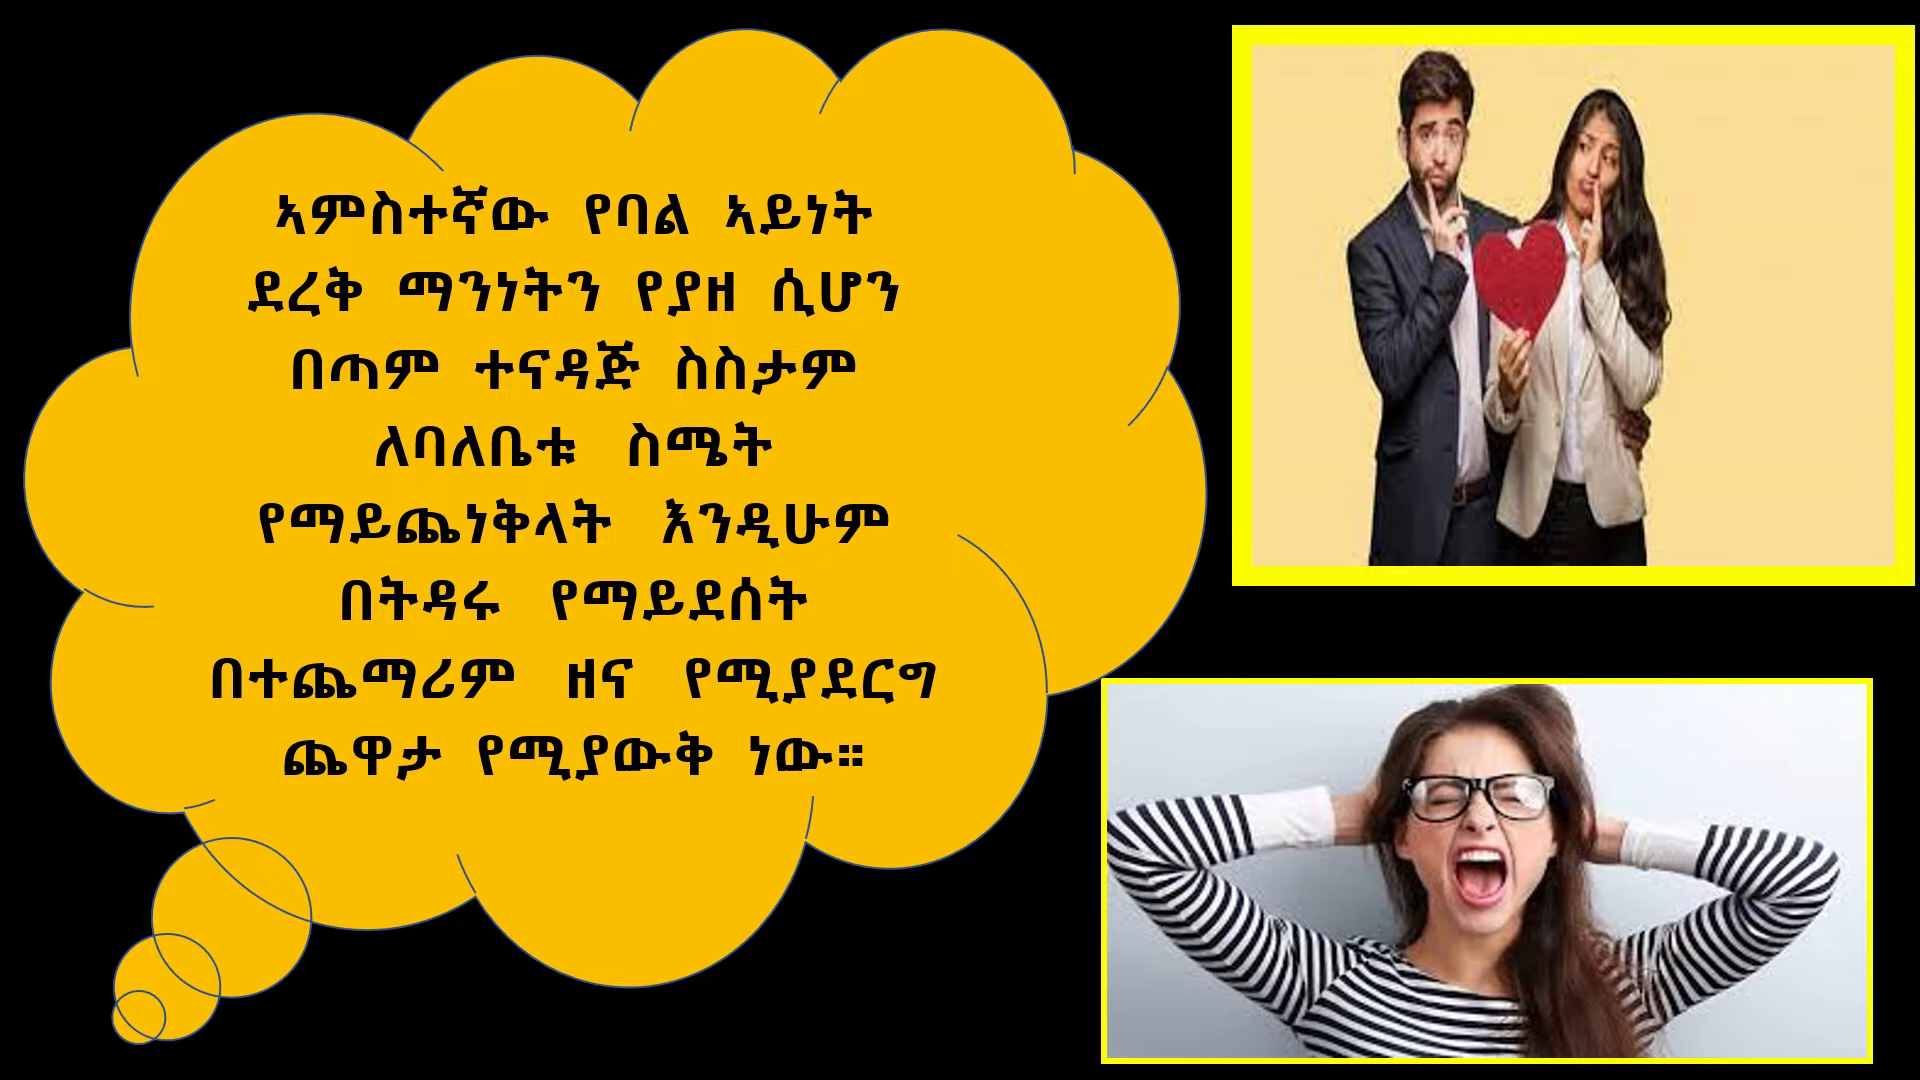 ኣምስተኛው የባል ኣይነት
ደረቅ ማንነትን የያዘ ሲሆን
በጣም ተናዳጅ ስስታም
ለባለቤቱ ስሜት
የማይጨነቅላት እንዲሁም
በትዳሩ የማይደሰት
በተጨማሪም ዘና የሚያደርግ
ጨዋታ የሚያውቅ ነው።